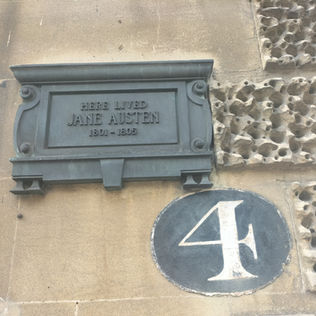 HERE LIVED
JANE AUSTEN
1801 – 1805
4